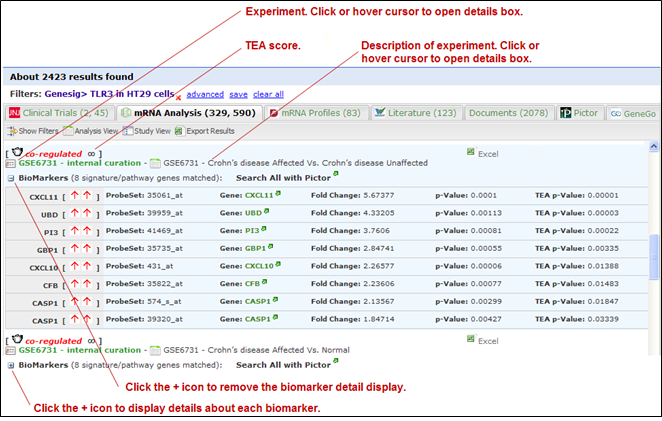 Experiment. Click or hover cursor to open details box.
TEA score.
Description of experiment. Click or
hover cursor to open details box.
About 2423 results found
Filters: Genesig> TLR3 in HT29 cells advanced save clear all
Clinical Trials (2, 45) mRNA Analysis (329, 590) mRNA Profiles (83) Literature (123) Documents (2078) Pictor GeneGo
Show Filters Analysis View Study View Export Results
[ co-regulated ∞ ] Excel
GSE6731 - internal curation - GSE6731 - Crohn's disease Affected Vs. Crohn's disease Unaffected
BioMarkers (8 signature/pathway genes matched): Search All with Pictor
CXCL11 [ ↑ ↑ ] ProbeSet: 35061_at Gene: CXCL11 Fold Change: 5.67377 p-Value: 0.0001 TEA p-Value: 0.00001
UBD [ ↑ ↑ ] ProbeSet: 39959_at Gene: UBD Fold Change: 4.33205 p-Value: 0.00113 TEA p-Value: 0.00003
PI3 [ ↑ ↑ ] ProbeSet: 41469_at Gene: PI3 Fold Change: 3.7606 p-Value: 0.00081 TEA p-Value: 0.00022
GBP1 [ ↑ ↑ ] ProbeSet: 35735_at Gene: GBP1 Fold Change: 2.84741 p-Value: 0.00055 TEA p-Value: 0.00335
CXCL10 [ ↑ ↑ ] ProbeSet: 431_at Gene: CXCL10 Fold Change: 2.26577 p-Value: 0.00006 TEA p-Value: 0.01388
CFB [ ↑ ↑ ] ProbeSet: 35822_at Gene: CFB Fold Change: 2.23606 p-Value: 0.00077 TEA p-Value: 0.01483
CASP1 [ ↑ ↑ ] ProbeSet: 574_s_at Gene: CASP1 Fold Change: 2.13567 p-Value: 0.00299 TEA p-Value: 0.01847
CASP1 [ ↑ ↑ ] ProbeSet: 39320_at Gene: CASP1 Fold Change: 1.84714 p-Value: 0.00427 TEA p-Value: 0.03339
[ co-regulated ∞ ] Excel
GSE6731 - internal curation - GSE6731 - Crohn's disease Affected Vs. Normal
BioMarkers (8 signature/pathway genes matched): Search All with Pictor
Click the + icon to remove the biomarker detail display.
Click the + icon to display details about each biomarker.